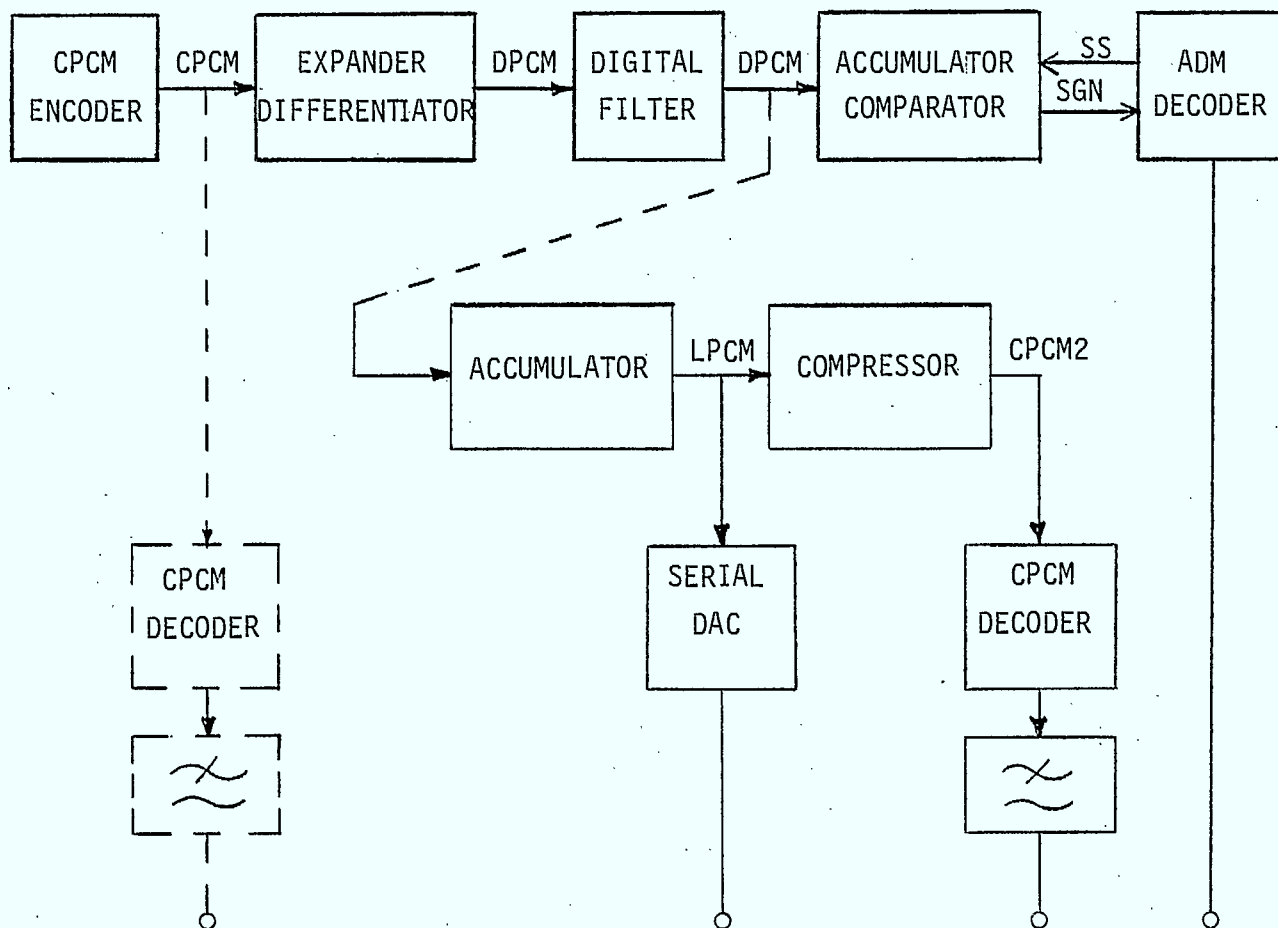 CPCM
ENCODER
CPCM
EXPANDER
DIFFERENTIATOR
DPCM
DIGITAL
FILTER
DPCM
ACCUMULATOR
COMPARATOR
SS
SGN
ADM
DECODER
ACCUMULATOR
LPCM
COMPRESSOR
CPCM2
CPCM
DECODER
SERIAL
DAC
CPCM
DECODER